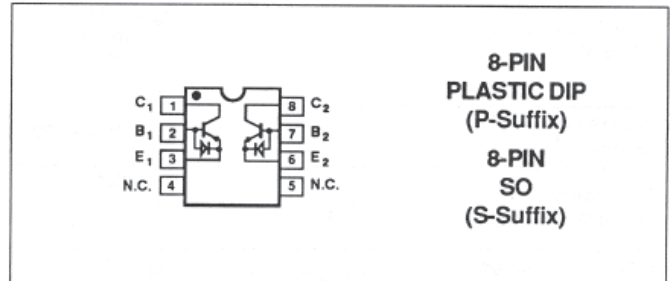 C1 1 8 C2
B1 2 7 B2
E1 3 6 E2
N.C. 4 5 N.C.
8-PIN
PLASTIC DIP
(P-Suffix)
8-PIN
SO
(S-Suffix)